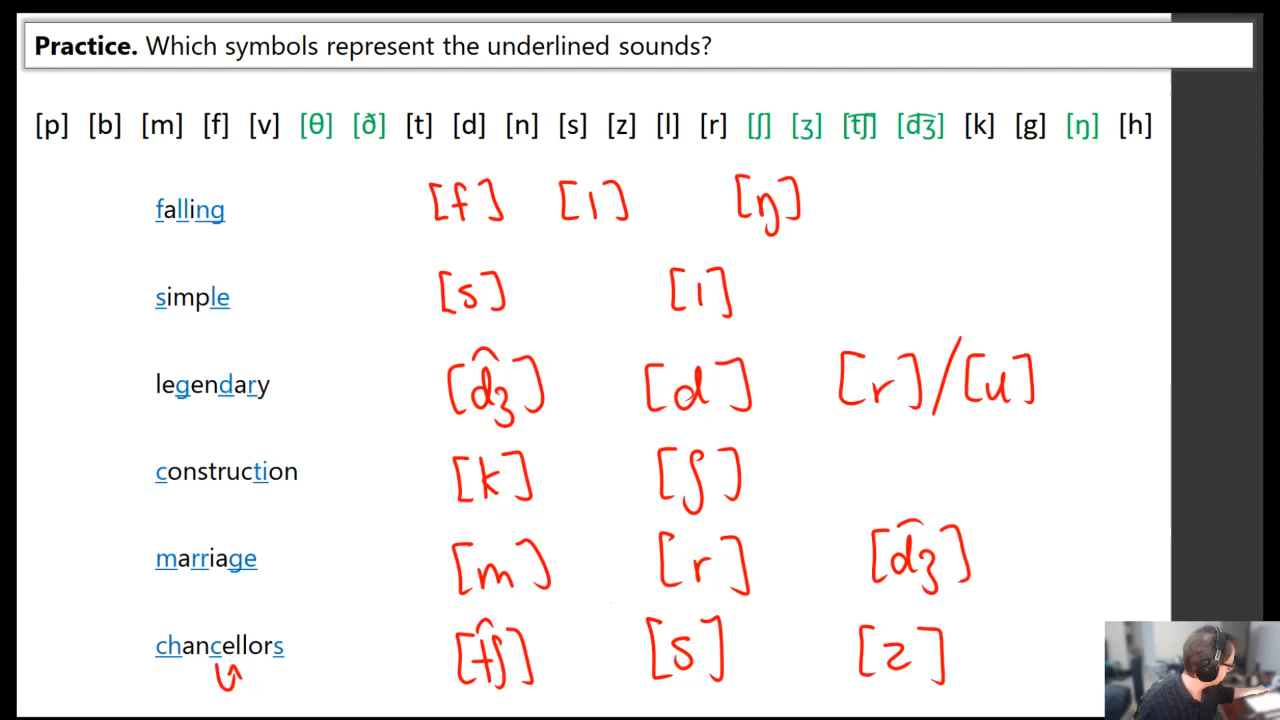 Practice. Which symbols represent the underlined sounds?
[p] [b] [m] [f] [v] [θ] [ð] [t] [d] [n] [s] [z] [l] [r] [ʃ] [ʒ] [t͡ʃ] [d͡ʒ] [k] [g] [ŋ] [h]
falling [f] [l] [ŋ]
simple [s] [l]
legendary [d͡ʒ] [d] [r]/[ɹ]
construction [k] [ʃ]
marriage [m] [r] [d͡ʒ]
chancellors [t͡ʃ] [s] [z]